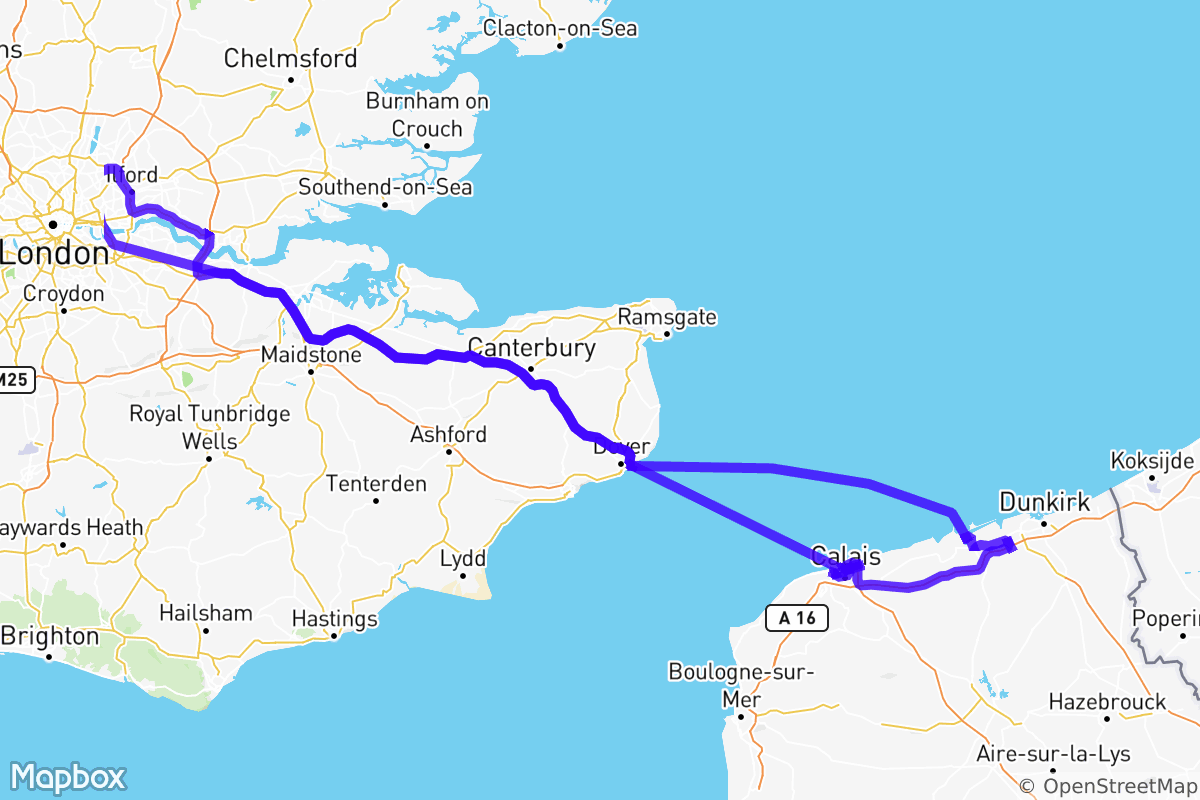 Clacton-on-Sea
ns
Chelmsford
Burnham on
Crouch
Ilford
Southend-on-Sea
London
Croydon
Ramsgate
Canterbury
Maidstone
M25
Royal Tunbridge
Wells
Ashford
Dover
Koksijde
Tenterden
Dunkirk
aywards Heath
Lydd
Calais
Hailsham
Hastings
A 16
Brighton
Poperin
Boulogne-sur-
Mer
Hazebrouck
Aire-sur-la-Lys
Mapbox
© OpenStreetMap